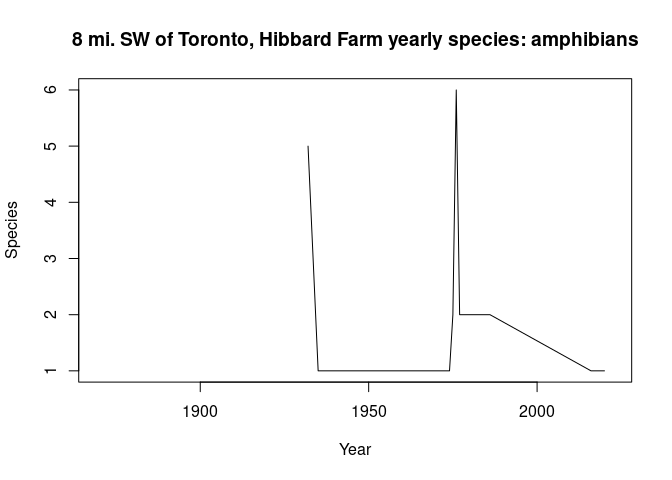 8 mi. SW of Toronto, Hibbard Farm yearly species: amphibians
6
5
4
3
2
1
Species
1900 1950 2000
Year